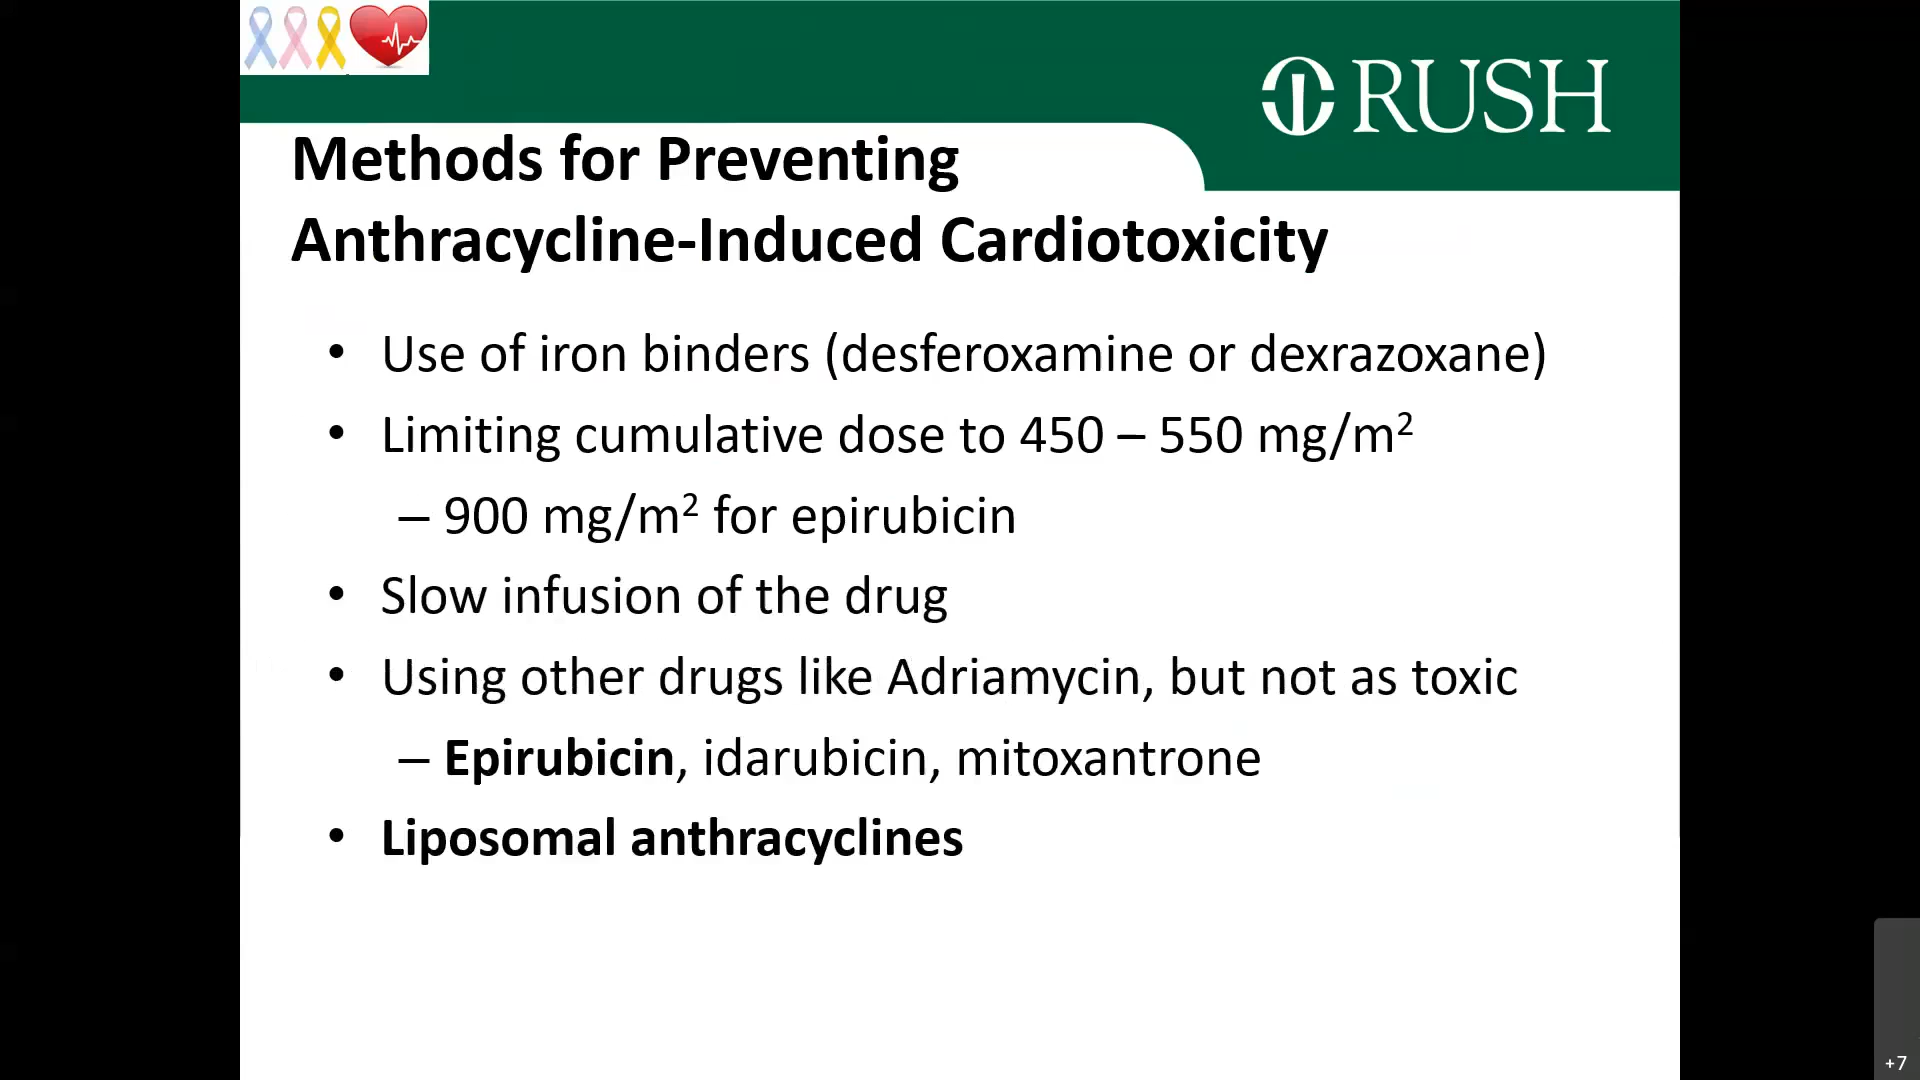 RUSH
Methods for Preventing
Anthracycline-Induced Cardiotoxicity
• Use of iron binders (desferoxamine or dexrazoxane)
• Limiting cumulative dose to 450 – 550 mg/m²
– 900 mg/m² for epirubicin
• Slow infusion of the drug
• Using other drugs like Adriamycin, but not as toxic
– Epirubicin, idarubicin, mitoxantrone
• Liposomal anthracyclines
+7